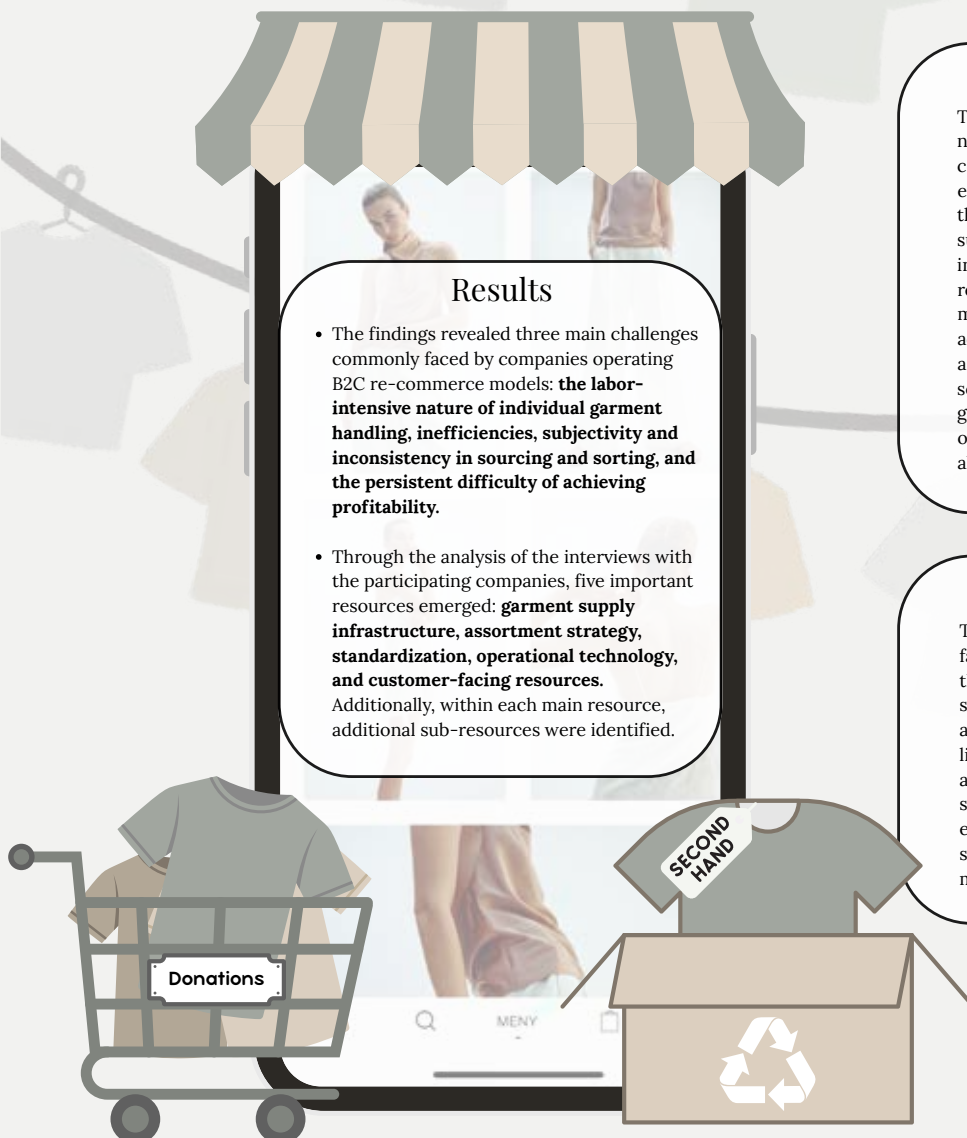 Results
• The findings revealed three main challenges
commonly faced by companies operating
B2C re-commerce models: the labor-
intensive nature of individual garment
handling, inefficiencies, subjectivity and
inconsistency in sourcing and sorting, and
the persistent difficulty of achieving
profitability.
• Through the analysis of the interviews with
the participating companies, five important
resources emerged: garment supply
infrastructure, assortment strategy,
standardization, operational technology,
and customer-facing resources.
Additionally, within each main resource,
additional sub-resources were identified.
SECOND
HAND
Donations
MENY